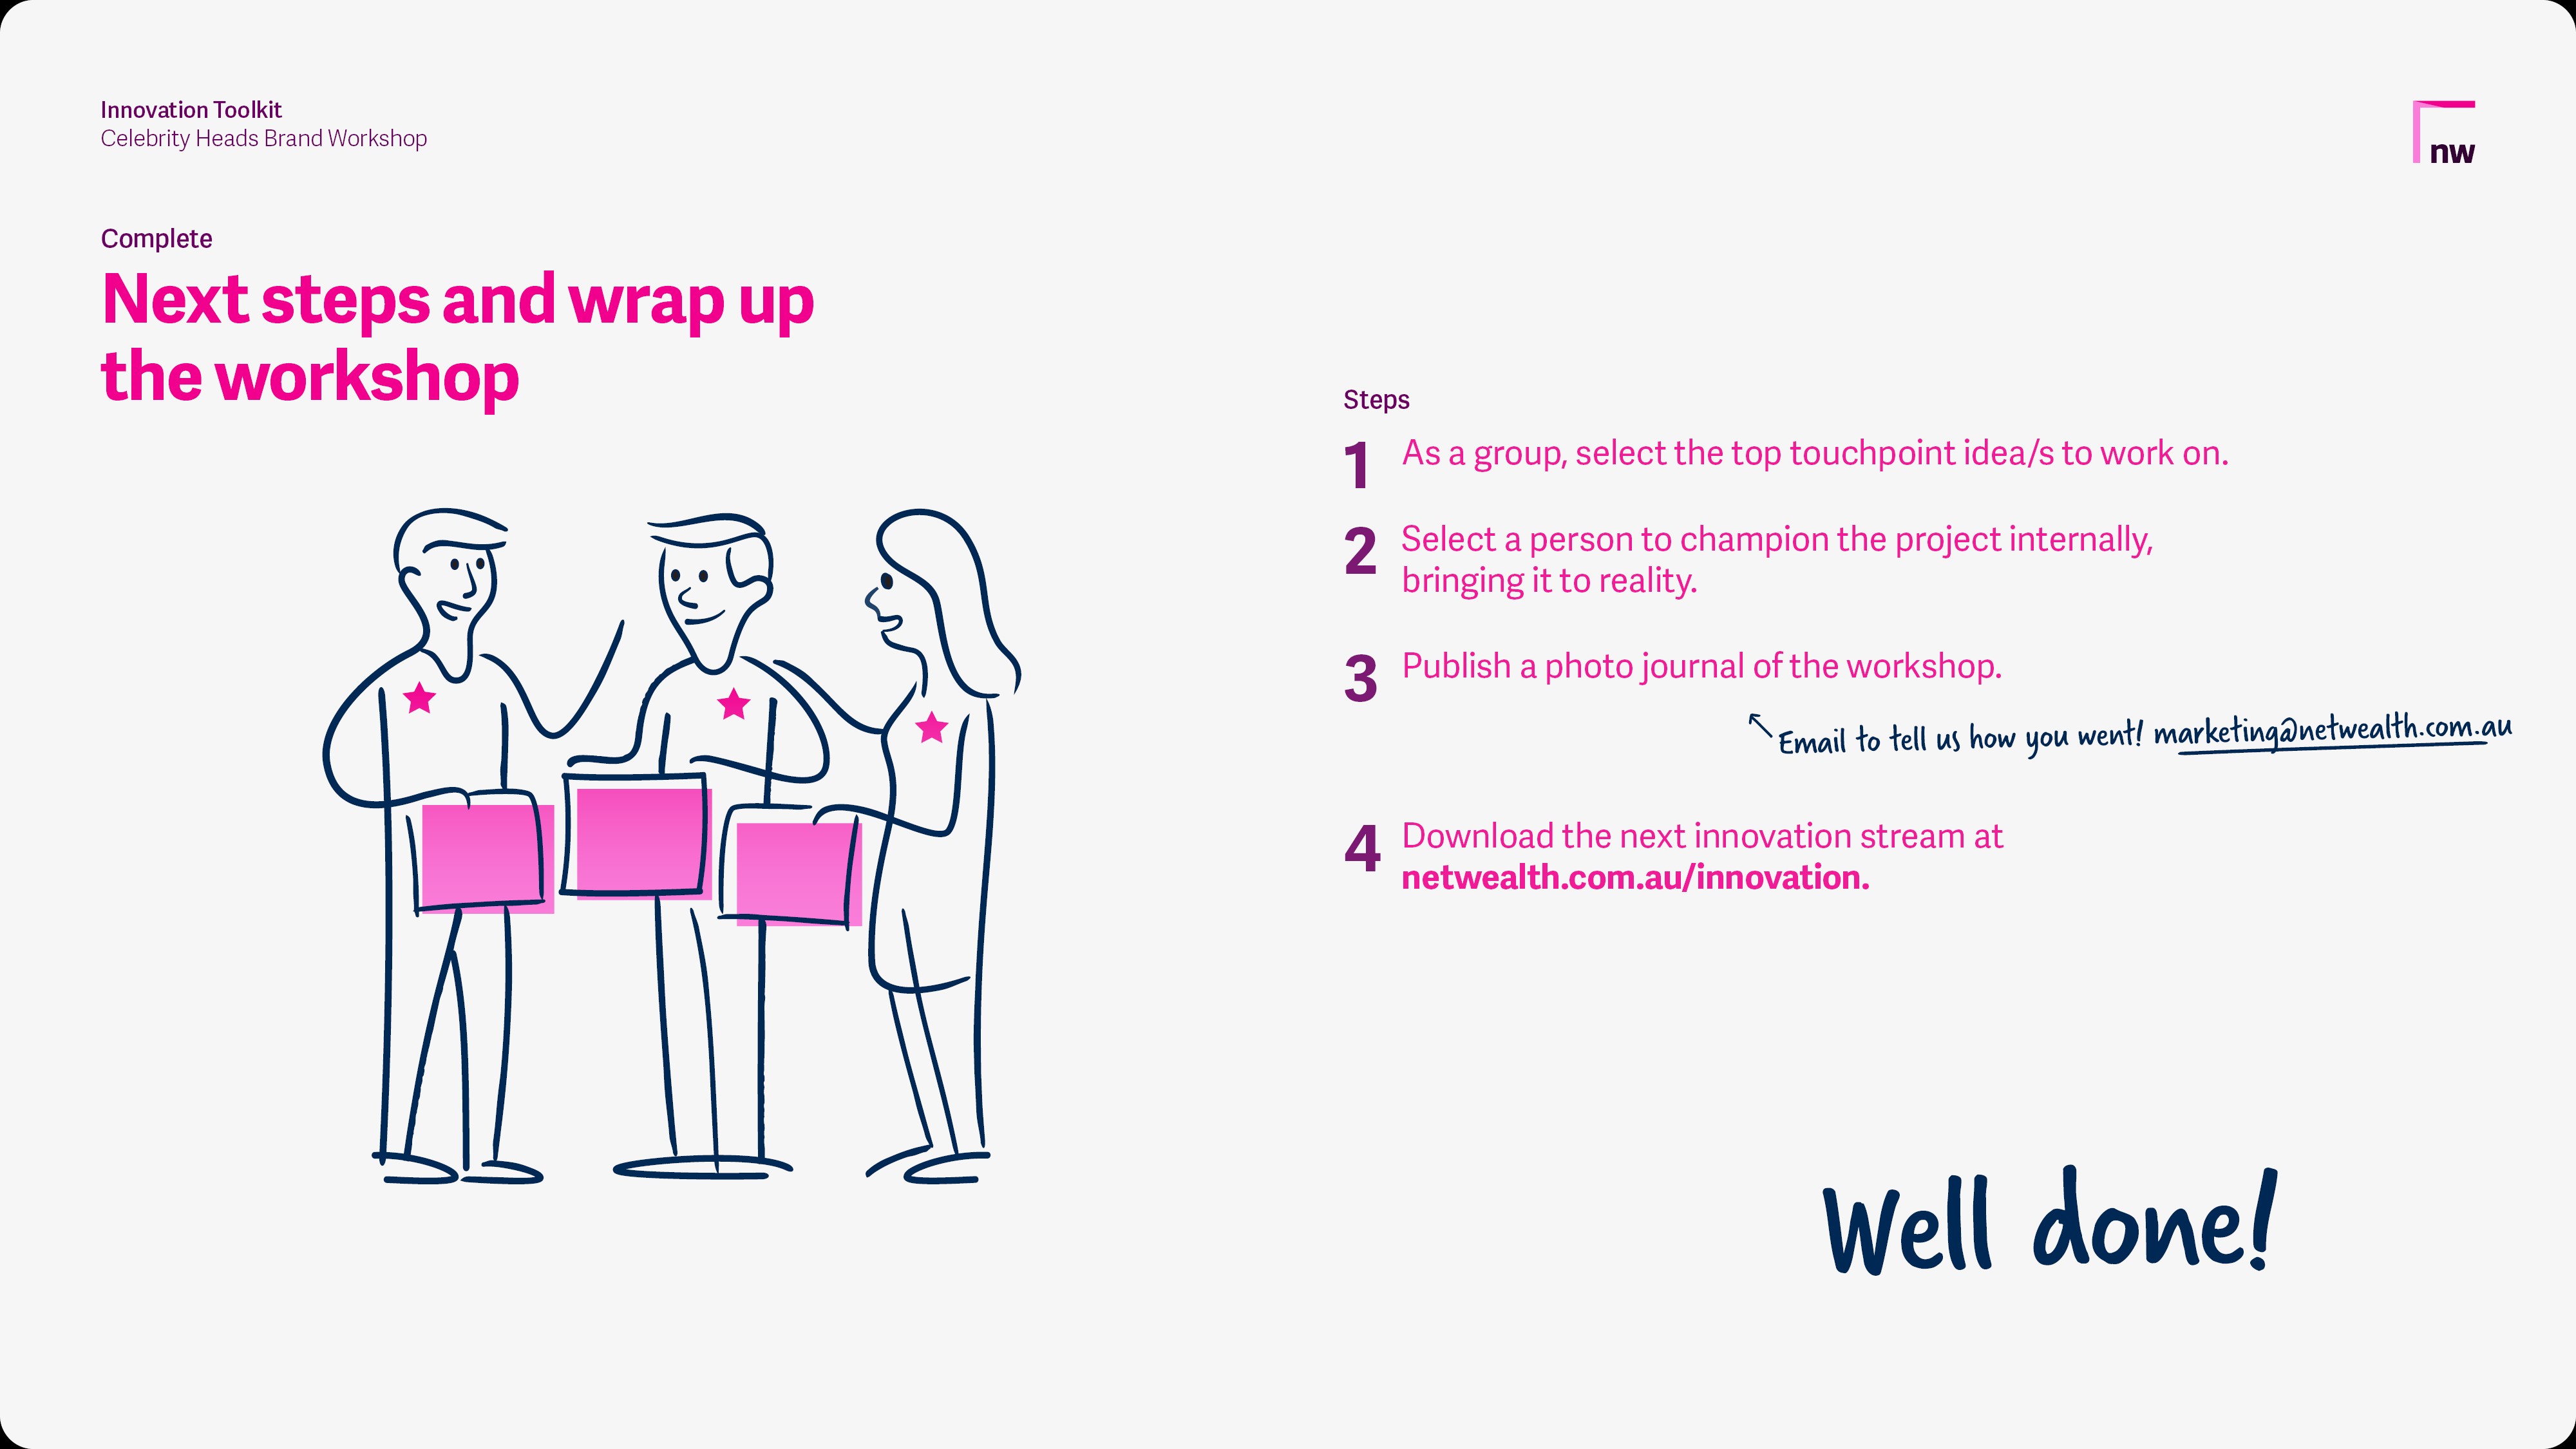 Innovation Toolkit
Celebrity Heads Brand Workshop
nw
Complete
Next steps and wrap up
the workshop
Steps
1 As a group, select the top touchpoint idea/s to work on.
2 Select a person to champion the project internally,
bringing it to reality.
3 Publish a photo journal of the workshop.
Email to tell us how you went! marketing@netwealth.com.au
4 Download the next innovation stream at
netwealth.com.au/innovation.
Well done!